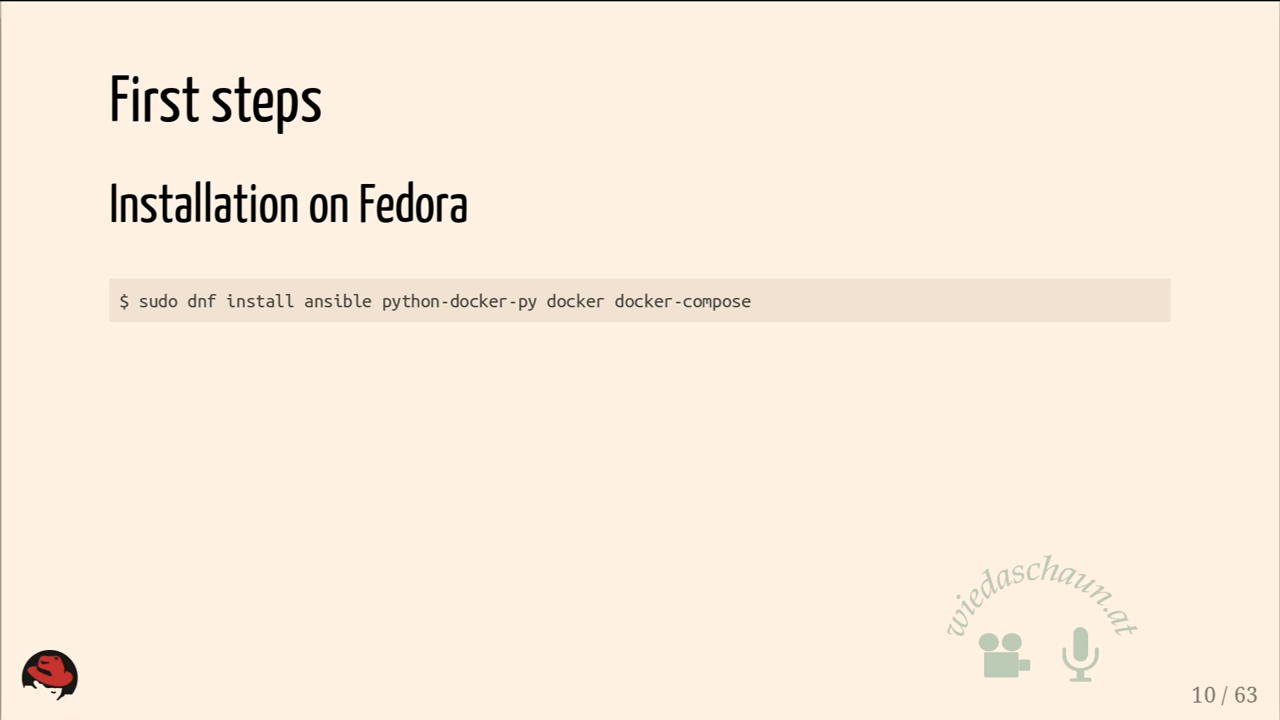 First steps
Installation on Fedora
$ sudo dnf install ansible python-docker-py docker docker-compose
wiedaschaun.at
10 / 63